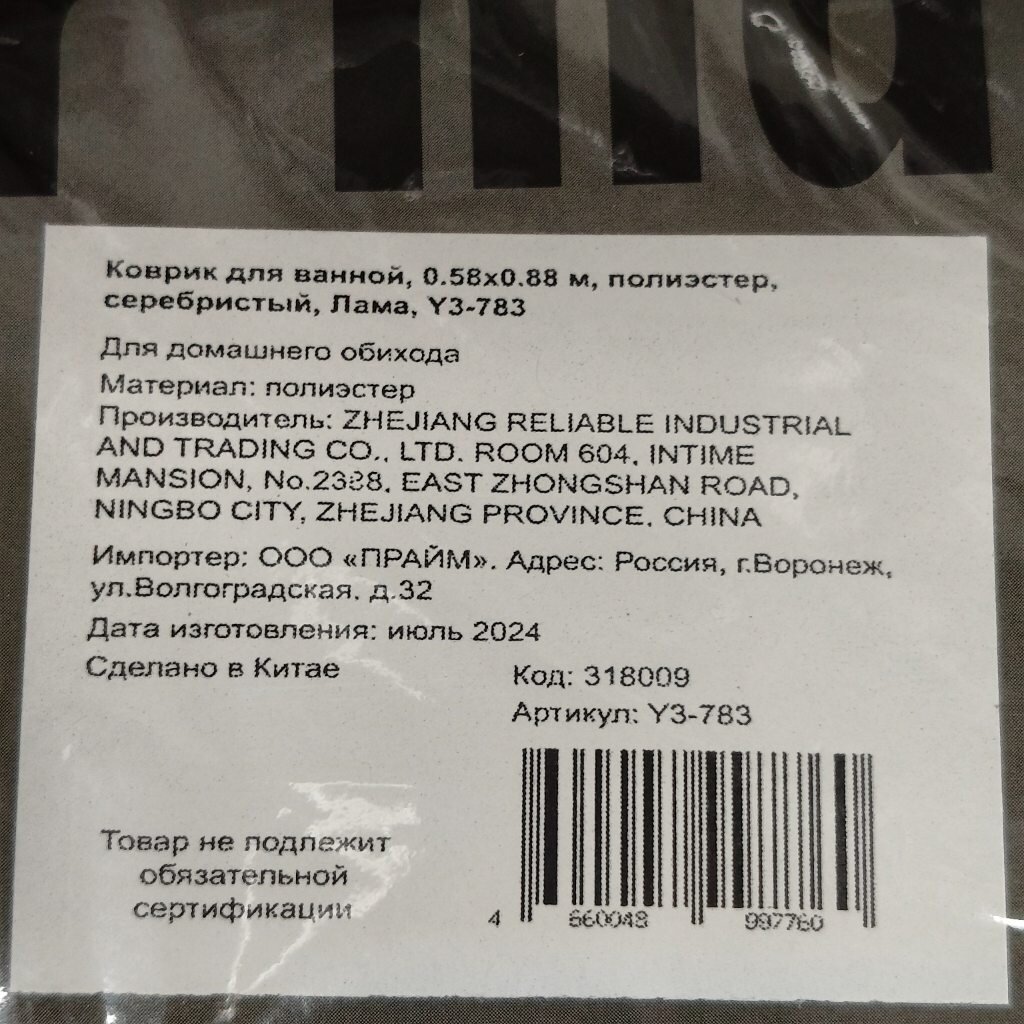 Коврик для ванной, 0.58x0.88 м, полиэстер,
серебристый, Лама, Y3-783
Для домашнего обихода
Материал: полиэстер
Производитель: ZHEJIANG RELIABLE INDUSTRIAL
AND TRADING CO., LTD. ROOM 604, INTIME
MANSION, No.2388, EAST ZHONGSHAN ROAD,
NINGBO CITY, ZHEJIANG PROVINCE, CHINA
Импортер: ООО «ПРАЙМ». Адрес: Россия, г.Воронеж,
ул.Волгоградская, д.32
Дата изготовления: июль 2024
Сделано в Китае
Код: 318009
Артикул: Y3-783
Товар не подлежит
обязательной
сертификации
4 660048 997760